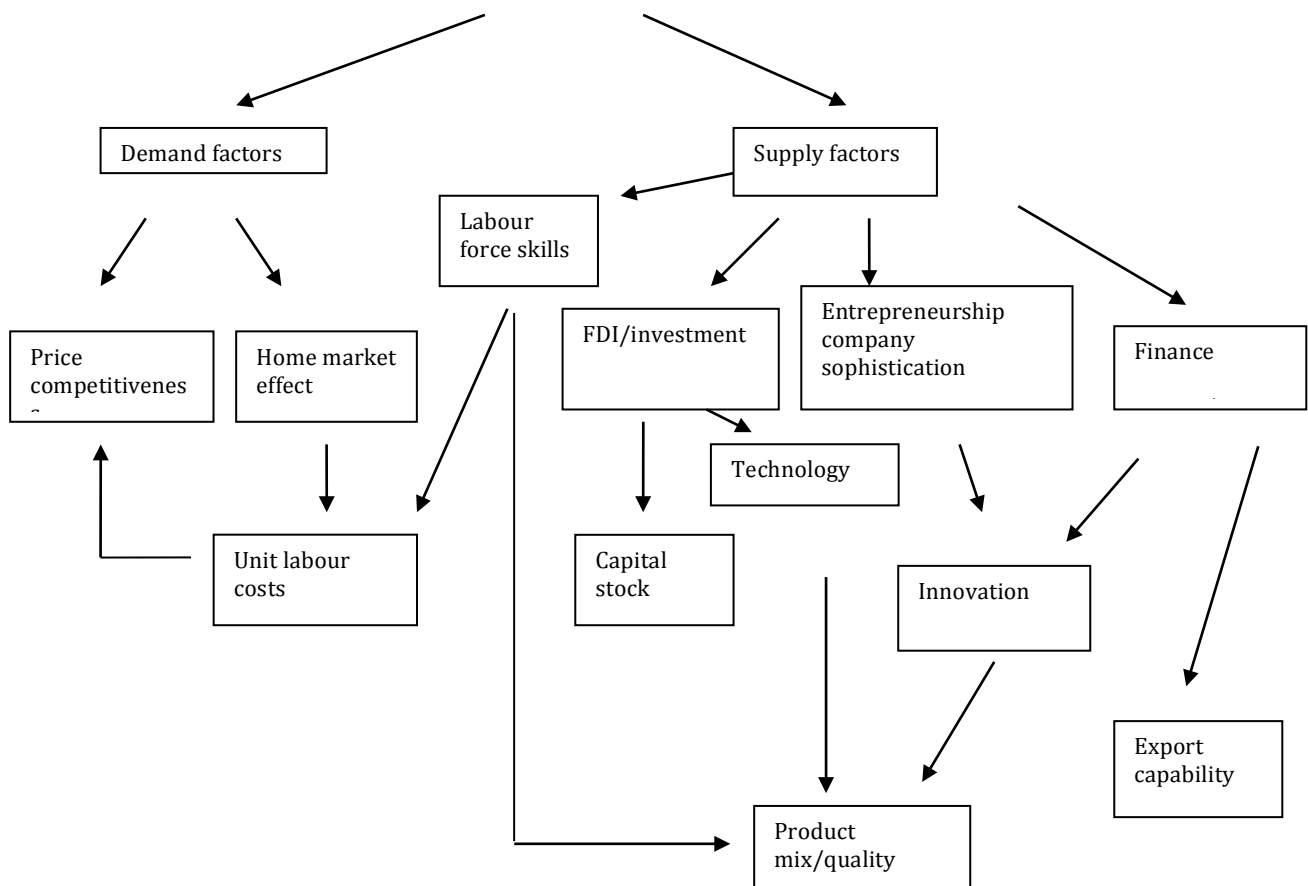 Demand factors
Supply factors
Labour
force skills
Price
competitivenes
Home market
effect
FDI/investment
Entrepreneurship
company
sophistication
Finance
Technology
Unit labour
costs
Capital
stock
Innovation
Export
capability
Product
mix/quality